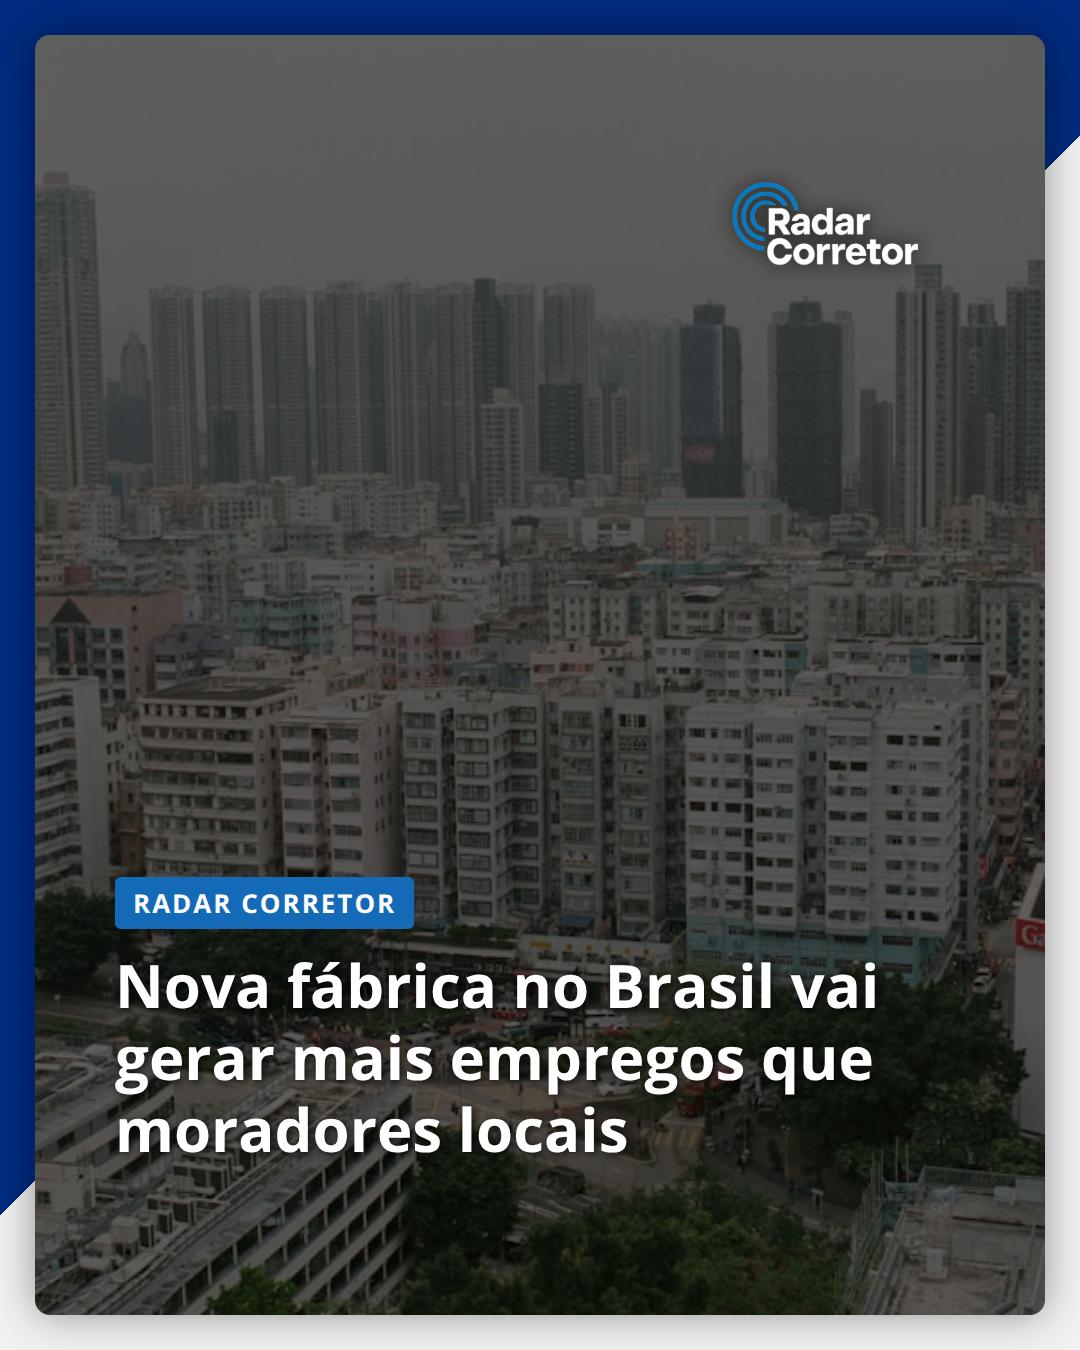 Radar
Corretor
RADAR CORRETOR
Nova fábrica no Brasil vai
gerar mais empregos que
moradores locais